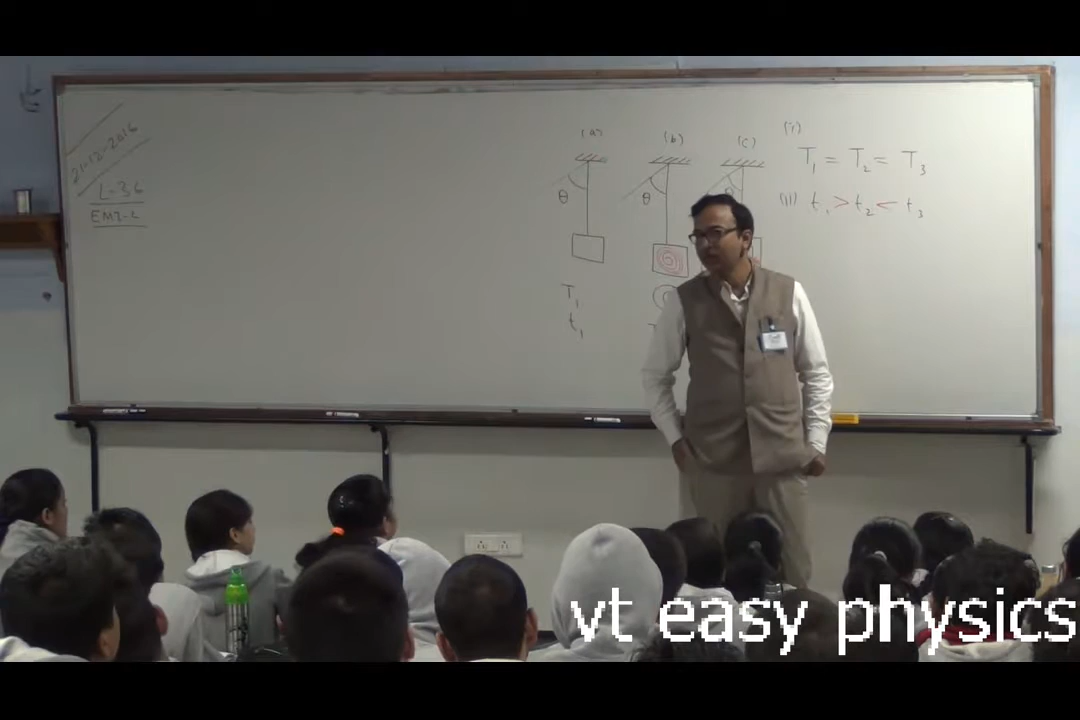 21-12-2016
L-36
EMI-L
(a) (b) (c)
θ θ θ
T₁
t₁
(i)
T₁ = T₂ = T₃
(ii) t₁ > t₂ < t₃
vt easy physics